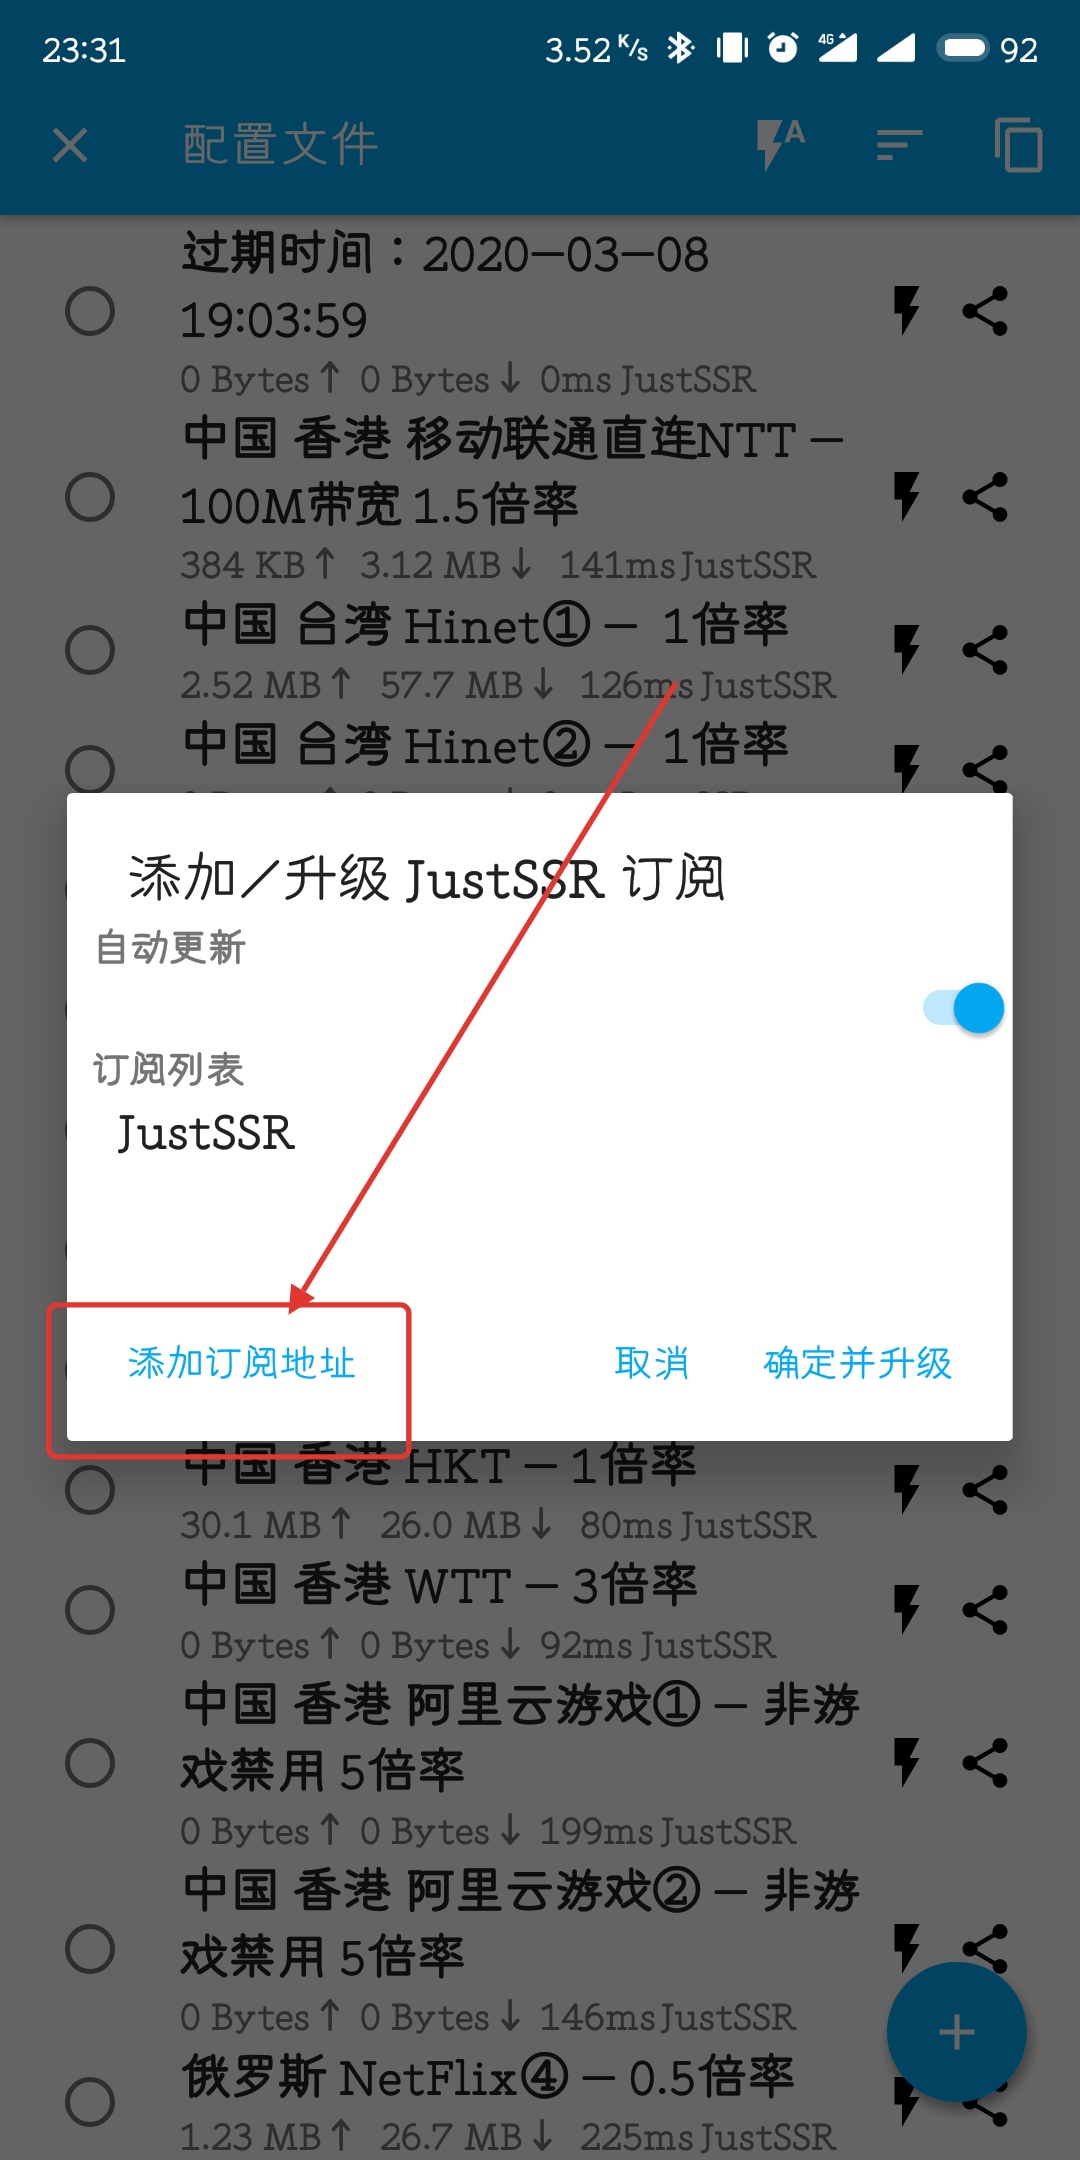 23:31
3.52 K/s 4G 92
配置文件
A
过期时间：2020-03-08
19:03:59
0 Bytes↑ 0 Bytes↓ 0ms JustSSR
中国 香港 移动联通直连NTT -
100M带宽 1.5倍率
384 KB↑ 3.12 MB↓ 141ms JustSSR
中国 台湾 Hinet① - 1倍率
2.52 MB↑ 57.7 MB↓ 126ms JustSSR
中国 台湾 Hinet② - 1倍率
添加/升级 JustSSR 订阅
自动更新
订阅列表
JustSSR
添加订阅地址
取消
确定并升级
中国 香港 HKT - 1倍率
30.1 MB↑ 26.0 MB↓ 80ms JustSSR
中国 香港 WTT - 3倍率
0 Bytes↑ 0 Bytes↓ 92ms JustSSR
中国 香港 阿里云游戏① - 非游
戏禁用 5倍率
0 Bytes↑ 0 Bytes↓ 199ms JustSSR
中国 香港 阿里云游戏② - 非游
戏禁用 5倍率
0 Bytes↑ 0 Bytes↓ 146ms JustSSR
俄罗斯 NetFlix④ - 0.5倍率
1.23 MB↑ 26.7 MB↓ 225ms JustSSR